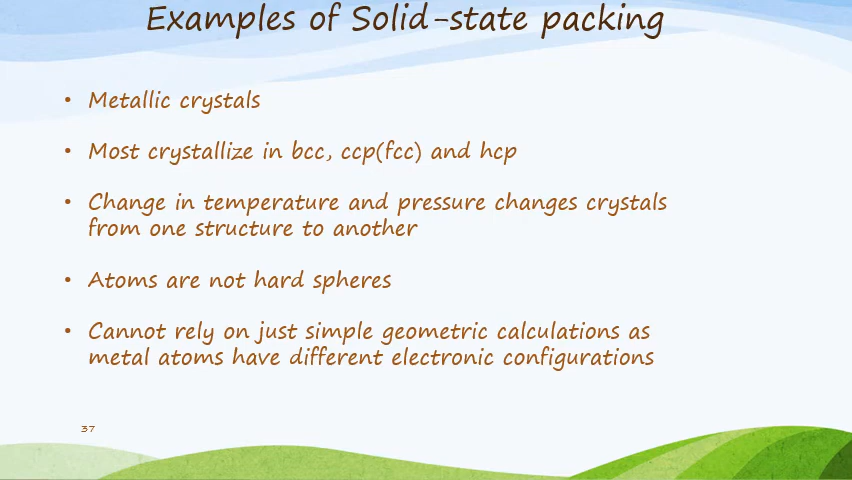 Examples of Solid-state packing
• Metallic crystals
• Most crystallize in bcc, ccp(fcc) and hcp
• Change in temperature and pressure changes crystals
from one structure to another
• Atoms are not hard spheres
• Cannot rely on just simple geometric calculations as
metal atoms have different electronic configurations
37